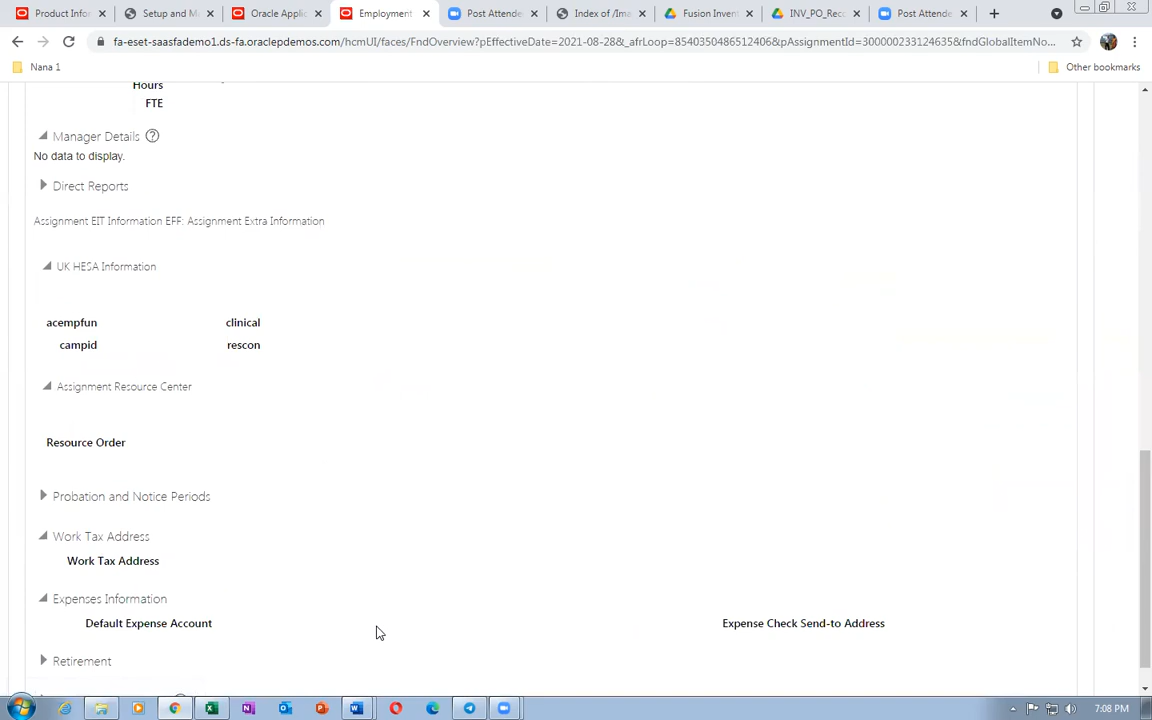 Product Infor
Setup and Ma
Oracle Applic
Employment
Post Attende
Index of /Ima
Fusion Invent
INV_PO_Reco
Post Attende
fa-eset-saasfademo1.ds-fa.oraclepdemos.com/hcmUI/faces/FndOverview?pEffectiveDate=2021-08-28&_afrLoop=8540350486512406&pAssignmentId=300000233124635&fndGlobalItemNo...
Nana 1
Other bookmarks
Hours
FTE
Manager Details
No data to display.
Direct Reports
Assignment EIT Information EFF: Assignment Extra Information
UK HESA Information
acempfun clinical
campid rescon
Assignment Resource Center
Resource Order
Probation and Notice Periods
Work Tax Address
Work Tax Address
Expenses Information
Default Expense Account Expense Check Send-to Address
Retirement
7:08 PM